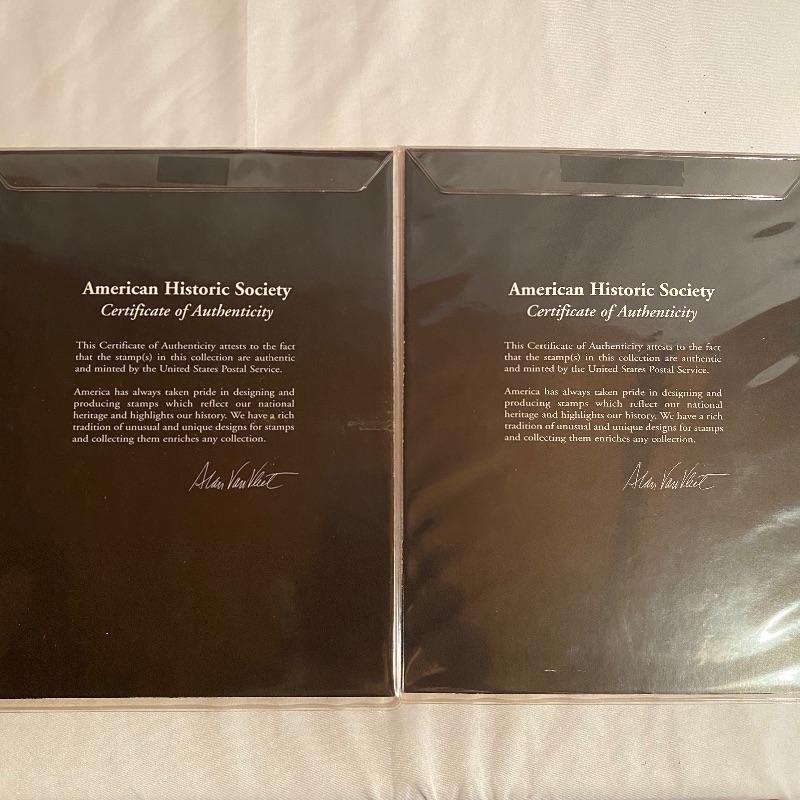 American Historic Society
Certificate of Authenticity
This Certificate of Authenticity attests to the fact
that the stamp(s) in this collection are authentic
and minted by the United States Postal Service.
America has always taken pride in designing and
producing stamps which reflect our national
heritage and highlights our history. We have a rich
tradition of unusual and unique designs for stamps
and collecting them enriches any collection.
Alan Van Vliet
American Historic Society
Certificate of Authenticity
This Certificate of Authenticity attests to the fact
that the stamp(s) in this collection are authentic
and minted by the United States Postal Service.
America has always taken pride in designing and
producing stamps which reflect our national
heritage and highlights our history. We have a rich
tradition of unusual and unique designs for stamps
and collecting them enriches any collection.
Alan Van Vliet